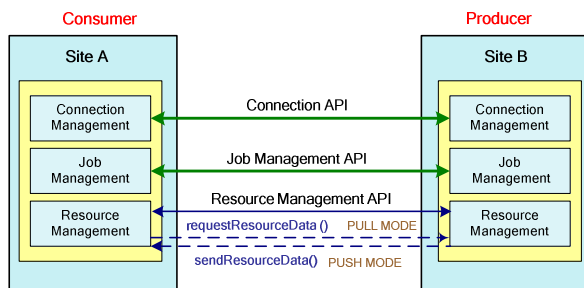 Consumer
Producer
Site A
Site B
Connection
Management
Connection API
Connection
Management
Job
Management
Job Management API
Job
Management
Resource
Management
Resource Management API
Resource
Management
requestResourceData () PULL MODE
sendResourceData() PUSH MODE